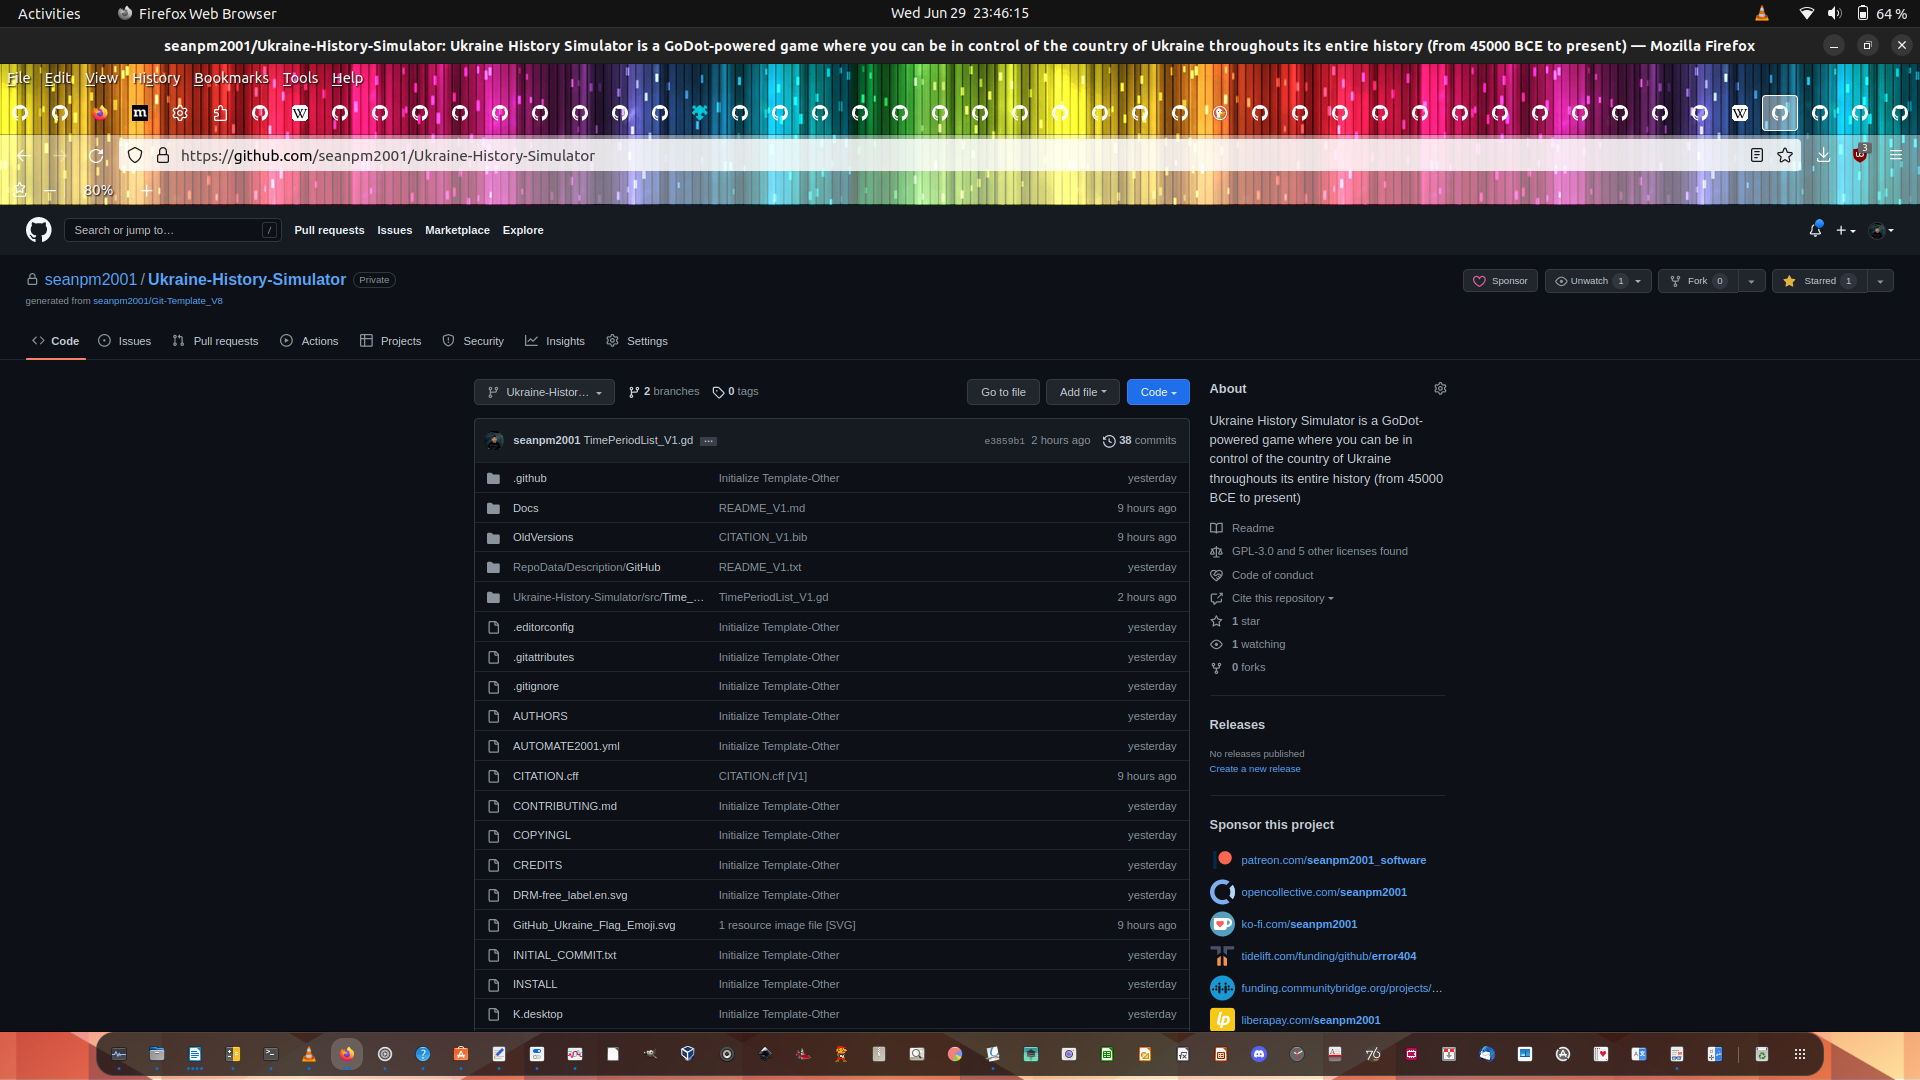 Activities
Firefox Web Browser
Wed Jun 29 23:46:15
64 %
seanpm2001/Ukraine-History-Simulator: Ukraine History Simulator is a GoDot-powered game where you can be in control of the country of Ukraine throughouts its entire history (from 45000 BCE to present) — Mozilla Firefox
File Edit View History Bookmarks Tools Help
https://github.com/seanpm2001/Ukraine-History-Simulator
3
80%
Search or jump to… /
Pull requests Issues Marketplace Explore
seanpm2001 / Ukraine-History-Simulator Private
generated from seanpm2001/Git-Template_V8
Sponsor
Unwatch 1
Fork 0
Starred 1
Code Issues Pull requests Actions Projects Security Insights Settings
Ukraine-Histor…
2 branches
0 tags
Go to file
Add file
Code
seanpm2001 TimePeriodList_V1.gd …
e3859b1 2 hours ago 38 commits
.github Initialize Template-Other yesterday
Docs README_V1.md 9 hours ago
OldVersions CITATION_V1.bib 9 hours ago
RepoData/Description/GitHub README_V1.txt yesterday
Ukraine-History-Simulator/src/Time_… TimePeriodList_V1.gd 2 hours ago
.editorconfig Initialize Template-Other yesterday
.gitattributes Initialize Template-Other yesterday
.gitignore Initialize Template-Other yesterday
AUTHORS Initialize Template-Other yesterday
AUTOMATE2001.yml Initialize Template-Other yesterday
CITATION.cff CITATION.cff [V1] 9 hours ago
CONTRIBUTING.md Initialize Template-Other yesterday
COPYINGL Initialize Template-Other yesterday
CREDITS Initialize Template-Other yesterday
DRM-free_label.en.svg Initialize Template-Other yesterday
GitHub_Ukraine_Flag_Emoji.svg 1 resource image file [SVG] 9 hours ago
INITIAL_COMMIT.txt Initialize Template-Other yesterday
INSTALL Initialize Template-Other yesterday
K.desktop Initialize Template-Other yesterday
About
Ukraine History Simulator is a GoDot-
powered game where you can be in
control of the country of Ukraine
throughouts its entire history (from 45000
BCE to present)
Readme
GPL-3.0 and 5 other licenses found
Code of conduct
Cite this repository
1 star
1 watching
0 forks
Releases
No releases published
Create a new release
Sponsor this project
patreon.com/seanpm2001_software
opencollective.com/seanpm2001
ko-fi.com/seanpm2001
tidelift.com/funding/github/error404
funding.communitybridge.org/projects/…
lp liberapay.com/seanpm2001